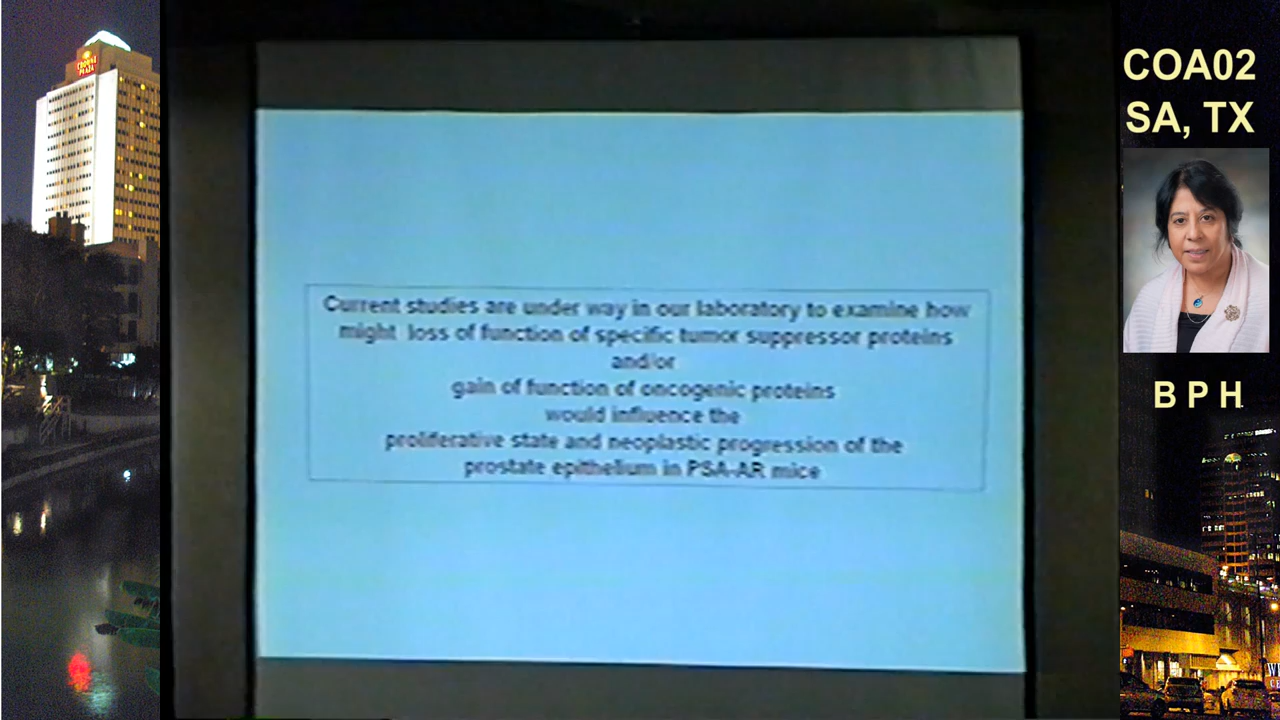 CROWNE
PLAZA
Current studies are under way in our laboratory to examine how
might loss of function of specific tumor suppressor proteins
and/or
gain of function of oncogenic proteins
would influence the
proliferative state and neoplastic progression of the
prostate epithelium in PSA-AR mice
COA02
SA, TX
B P H